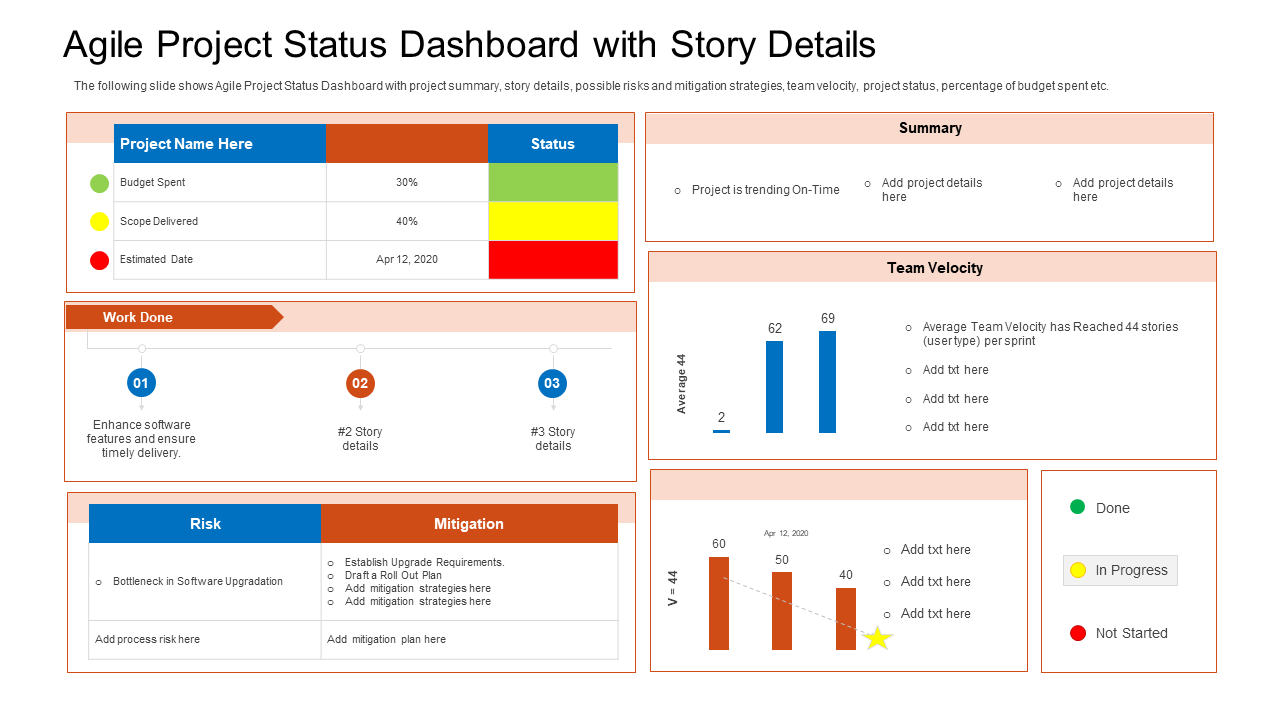 Agile Project Status Dashboard with Story Details
The following slide shows Agile Project Status Dashboard with project summary, story details, possible risks and mitigation strategies, team velocity, project status, percentage of budget spent etc.
Project Name Here
Status
Budget Spent
30%
Scope Delivered
40%
Estimated Date
Apr 12, 2020
Work Done
01
02
03
Enhance software
features and ensure
timely delivery.
#2 Story
details
#3 Story
details
Risk
Mitigation
Bottleneck in Software Upgradation
Establish Upgrade Requirements.
Draft a Roll Out Plan
Add mitigation strategies here
Add mitigation strategies here
Add process risk here
Add mitigation plan here
Summary
Project is trending On-Time
Add project details
here
Add project details
here
Team Velocity
Average 44
2
62
69
Average Team Velocity has Reached 44 stories
(user type) per sprint
Add txt here
Add txt here
Add txt here
V = 44
Apr 12, 2020
60
50
40
Add txt here
Add txt here
Add txt here
Done
In Progress
Not Started